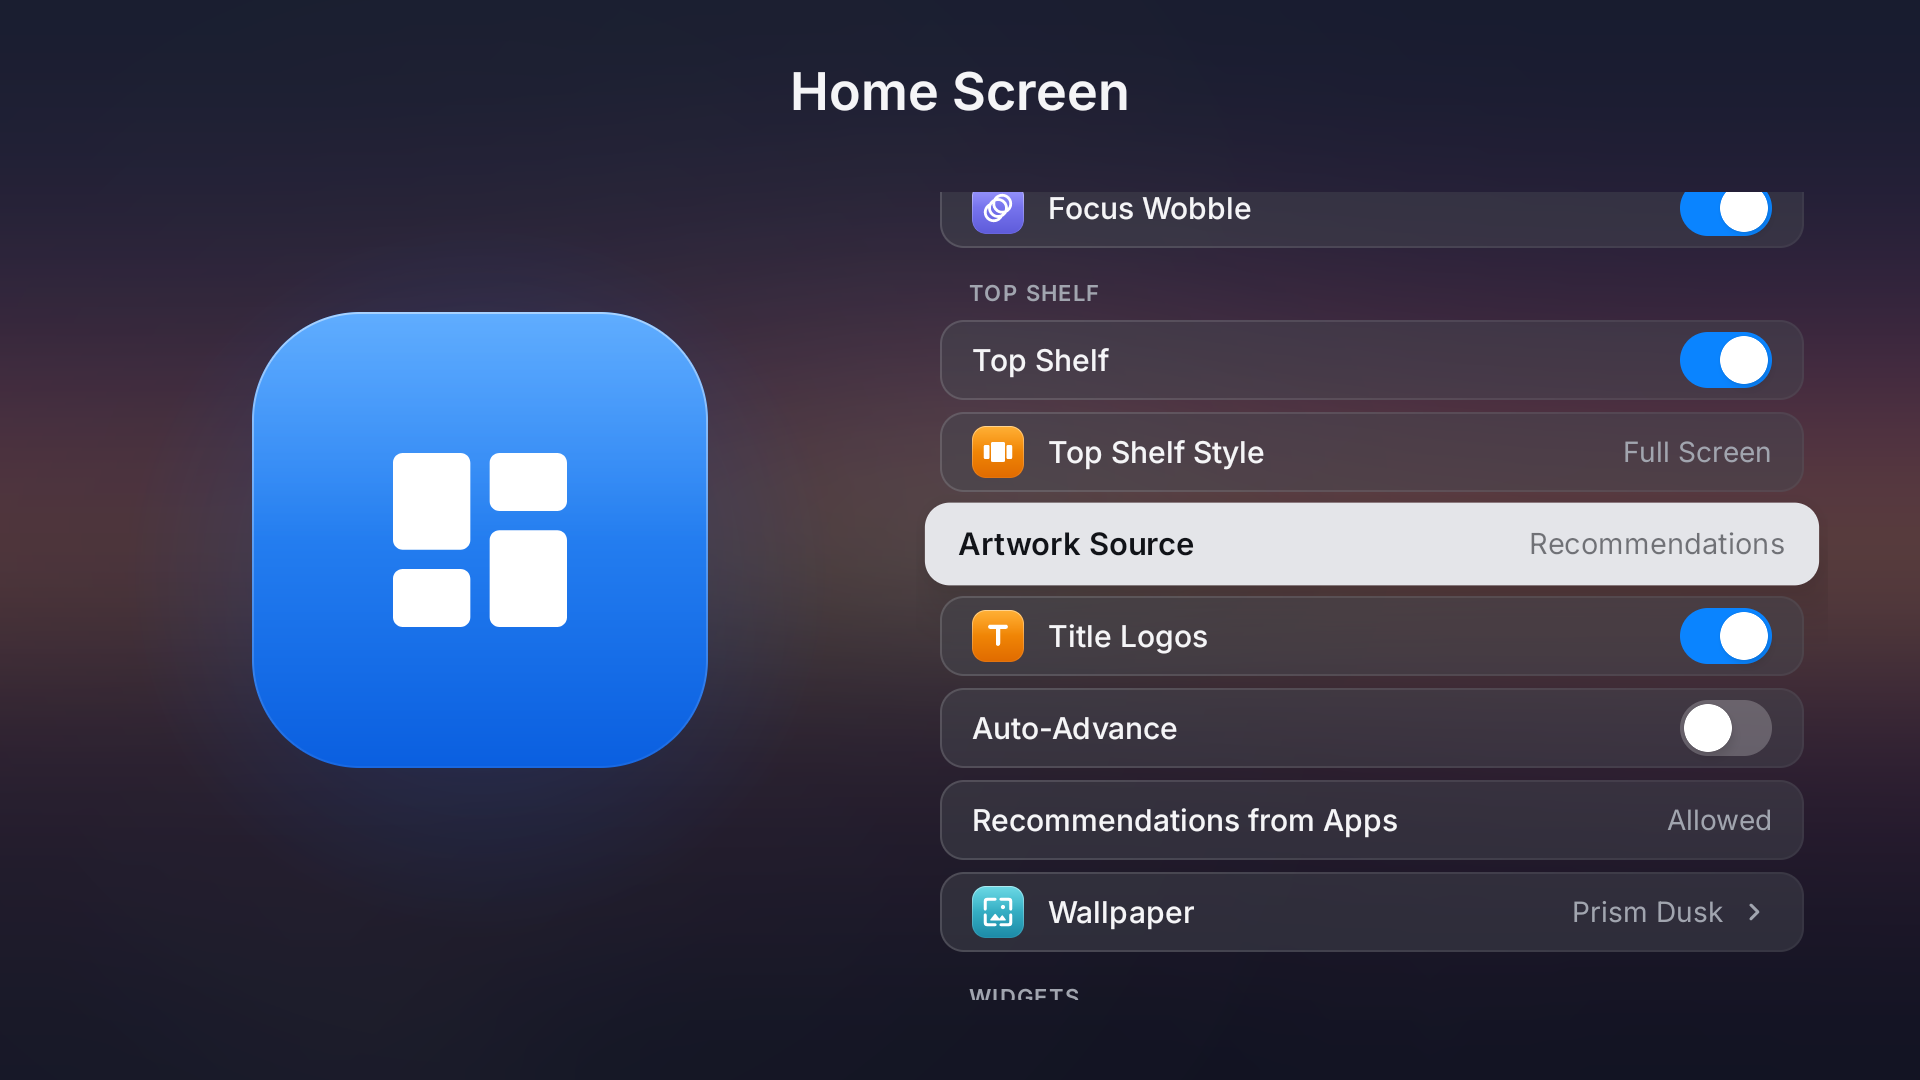 Home Screen
Focus Wobble
TOP SHELF
Top Shelf
Top Shelf Style Full Screen
Artwork Source Recommendations
T Title Logos
Auto-Advance
Recommendations from Apps Allowed
Wallpaper Prism Dusk
WIDGETS